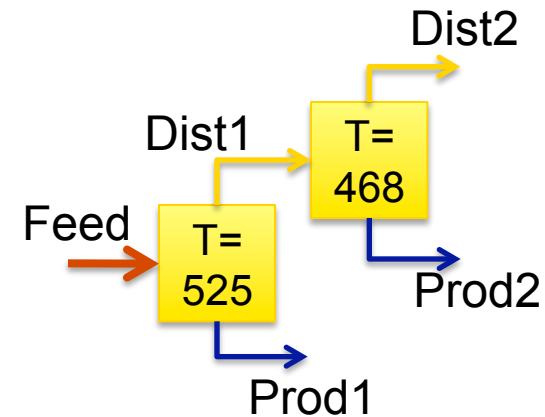 Dist2
Dist1
T=
468
Feed
T=
525
Prod2
Prod1